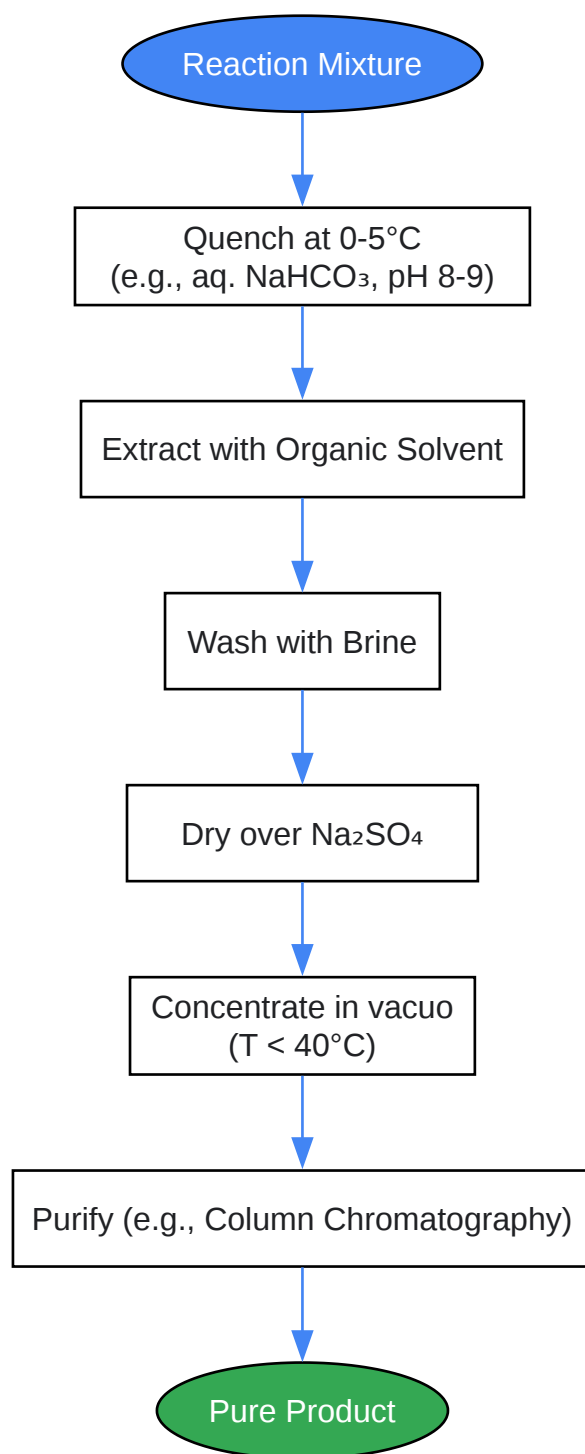 Reaction Mixture
Quench at 0-5°C
(e.g., aq. NaHCO₃, pH 8-9)
Extract with Organic Solvent
Wash with Brine
Dry over Na₂SO₄
Concentrate in vacuo
(T < 40°C)
Purify (e.g., Column Chromatography)
Pure Product